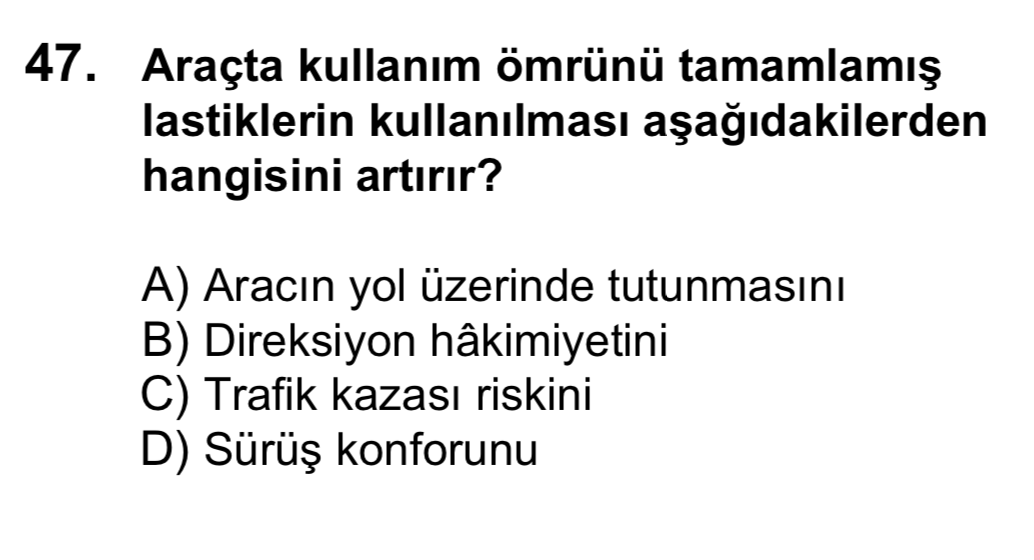 47. Araçta kullanım ömrünü tamamlamış
lastiklerin kullanılması aşağıdakilerden
hangisini artırır?
A) Aracın yol üzerinde tutunmasını
B) Direksiyon hâkimiyetini
C) Trafik kazası riskini
D) Sürüş konforunu